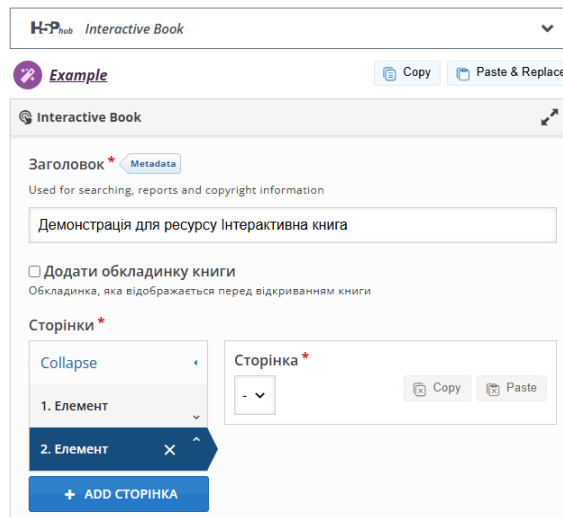 H5Phub Interactive Book
Example Copy Paste & Replace
Interactive Book
Заголовок * Metadata
Used for searching, reports and copyright information
Демонстрація для ресурсу Інтерактивна книга
Додати обкладинку книги
Обкладинка, яка відображається перед відкриванням книги
Сторінки *
Collapse
Сторінка *
- Copy Paste
1. Елемент
2. Елемент
+ ADD СТОРІНКА